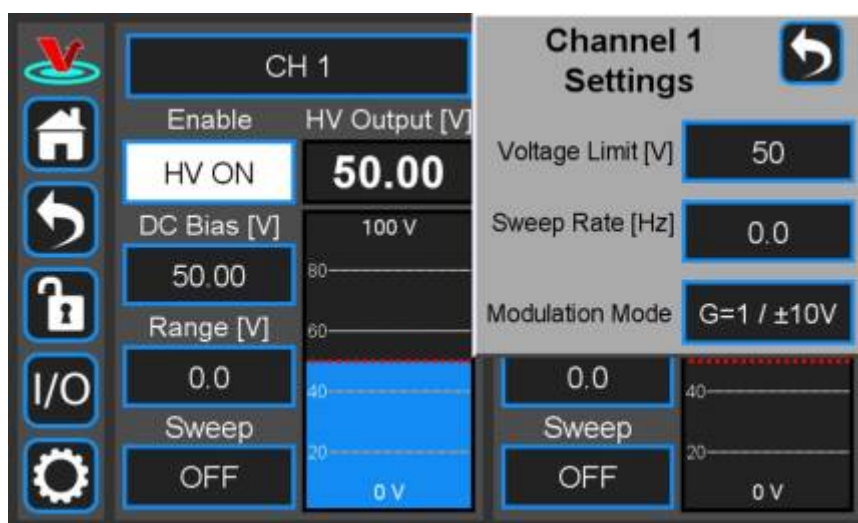 CH 1
Enable
HV Output [V]
HV ON
50.00
DC Bias [V]
50.00
Range [V]
0.0
Sweep
OFF
100 V
80
60
40
20
0 V
I/O
Channel 1
Settings
Voltage Limit [V]
50
Sweep Rate [Hz]
0.0
Modulation Mode
G=1 / ±10V
0.0
Sweep
OFF
40
20
0 V